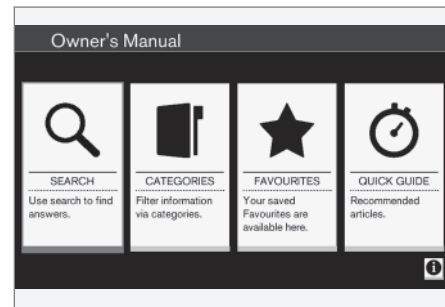 Owner's Manual
SEARCH
Use search to find
answers.
CATEGORIES
Filter information
via categories.
FAVOURITES
Your saved
Favourites are
available here.
QUICK GUIDE
Recommended
articles.
i